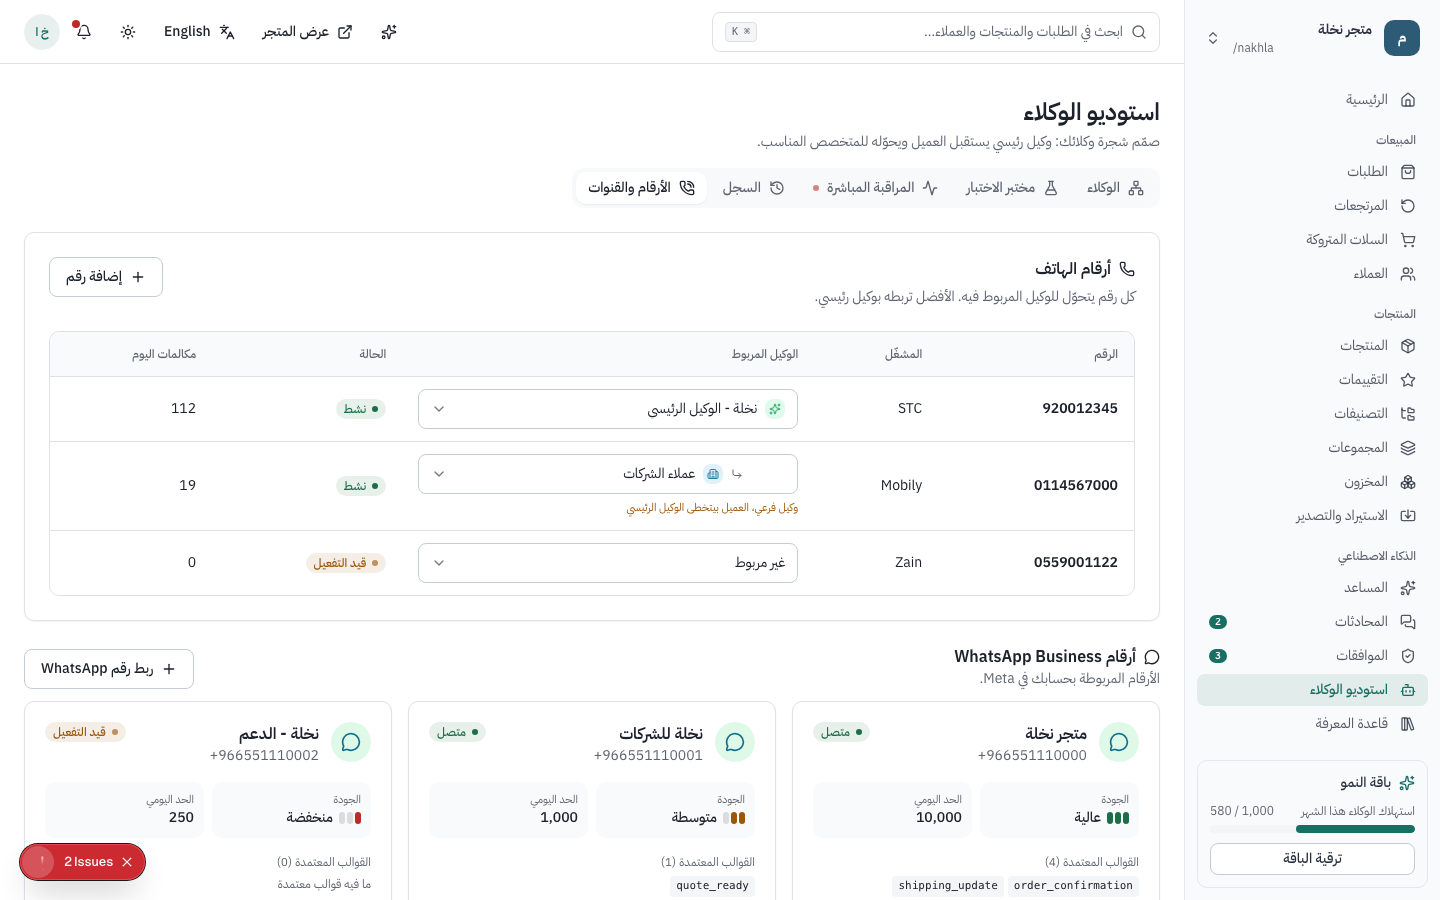 متجر نخلة
م
/nakhla
ابحث في الطلبات والمنتجات والعملاء...
⌘ K
عرض المتجر
English
خ ا
الرئيسية
المبيعات
الطلبات
المرتجعات
السلات المتروكة
العملاء
المنتجات
المنتجات
التقييمات
التصنيفات
المجموعات
المخزون
الاستيراد والتصدير
الذكاء الاصطناعي
المساعد
المحادثات 2
الموافقات 3
استوديو الوكلاء
قاعدة المعرفة
باقة النمو
استهلاك الوكلاء هذا الشهر 580 / 1,000
ترقية الباقة
استوديو الوكلاء
صمّم شجرة وكلائك: وكيل رئيسي يستقبل العميل ويحوّله للمتخصص المناسب.
الوكلاء مختبر الاختبار المراقبة المباشرة السجل الأرقام والقنوات
أرقام الهاتف
كل رقم يتحوّل للوكيل المربوط فيه. الأفضل تربطه بوكيل رئيسي.
إضافة رقم
الرقم المشغّل الوكيل المربوط الحالة مكالمات اليوم
920012345 STC نخلة - الوكيل الرئيسي نشط 112
0114567000 Mobily عملاء الشركات نشط 19
وكيل فرعي، العميل بيتخطى الوكيل الرئيسي
0559001122 Zain غير مربوط قيد التفعيل 0
أرقام WhatsApp Business
الأرقام المربوطة بحسابك في Meta.
ربط رقم WhatsApp
متجر نخلة متصل
+966551110000
الجودة الحد اليومي
عالية 10,000
القوالب المعتمدة (4)
order_confirmation shipping_update
نخلة للشركات متصل
+966551110001
الجودة الحد اليومي
متوسطة 1,000
القوالب المعتمدة (1)
quote_ready
نخلة - الدعم قيد التفعيل
+966551110002
الجودة الحد اليومي
منخفضة 250
القوالب المعتمدة (0)
ما فيه قوالب معتمدة
2 Issues